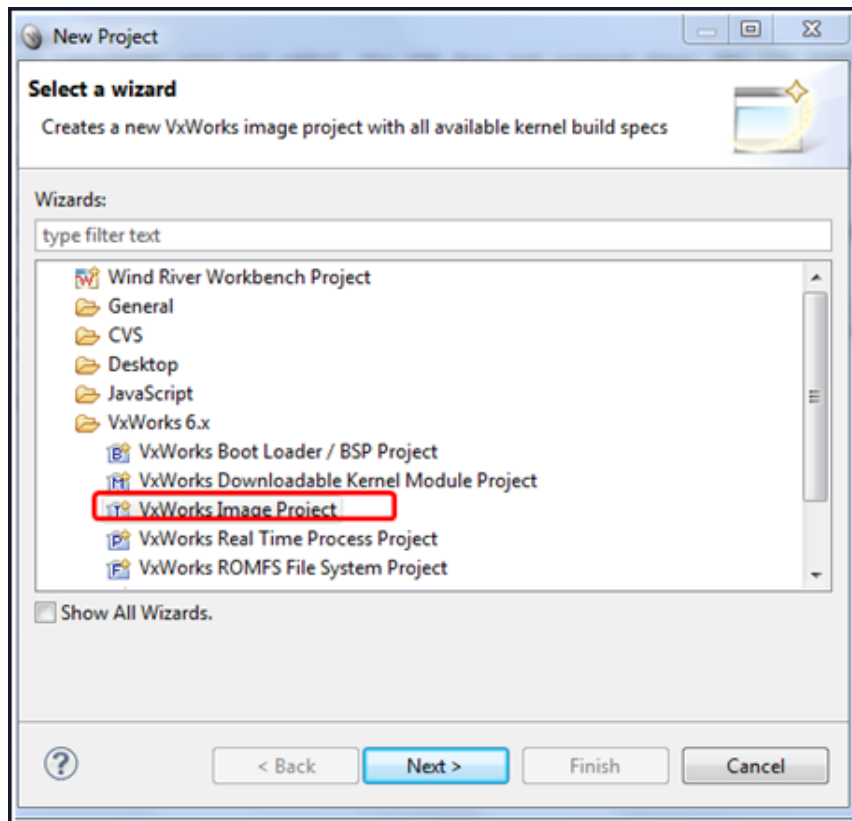 New Project
Select a wizard
Creates a new VxWorks image project with all available kernel build specs
Wizards:
type filter text
Wind River Workbench Project
General
CVS
Desktop
JavaScript
VxWorks 6.x
VxWorks Boot Loader / BSP Project
VxWorks Downloadable Kernel Module Project
VxWorks Image Project
VxWorks Real Time Process Project
VxWorks ROMFS File System Project
Show All Wizards.
< Back
Next >
Finish
Cancel